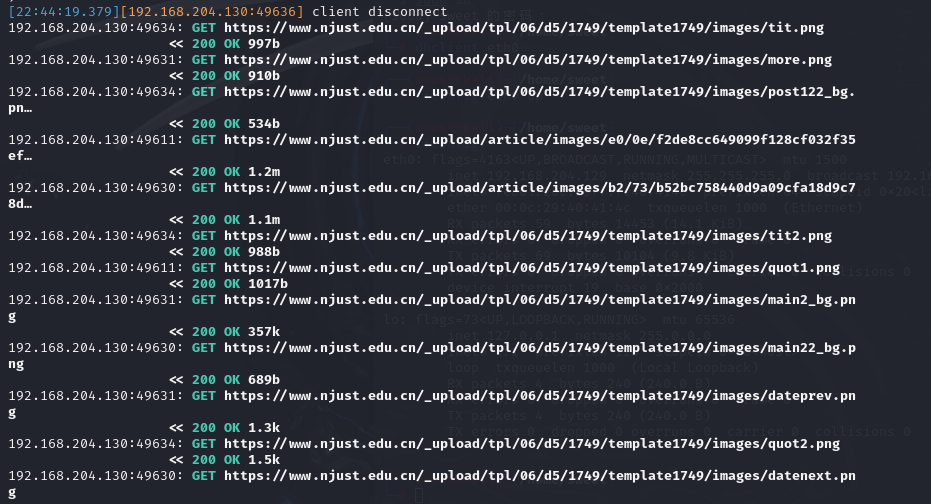 [22:44:19.379][192.168.204.130:49636] client disconnect
192.168.204.130:49634: GET https://www.njust.edu.cn/_upload/tpl/06/d5/1749/template1749/images/tit.png
<< 200 OK 997b
192.168.204.130:49631: GET https://www.njust.edu.cn/_upload/tpl/06/d5/1749/template1749/images/more.png
<< 200 OK 910b
192.168.204.130:49634: GET https://www.njust.edu.cn/_upload/tpl/06/d5/1749/template1749/images/post122_bg.
pn…
<< 200 OK 534b
192.168.204.130:49611: GET https://www.njust.edu.cn/_upload/article/images/e0/0e/f2de8cc649099f128cf032f35
ef…
<< 200 OK 1.2m
192.168.204.130:49630: GET https://www.njust.edu.cn/_upload/article/images/b2/73/b52bc758440d9a09cfa18d9c7
8d…
<< 200 OK 1.1m
192.168.204.130:49634: GET https://www.njust.edu.cn/_upload/tpl/06/d5/1749/template1749/images/tit2.png
<< 200 OK 988b
192.168.204.130:49611: GET https://www.njust.edu.cn/_upload/tpl/06/d5/1749/template1749/images/quot1.png
<< 200 OK 1017b
192.168.204.130:49631: GET https://www.njust.edu.cn/_upload/tpl/06/d5/1749/template1749/images/main2_bg.pn
g
<< 200 OK 357k
192.168.204.130:49630: GET https://www.njust.edu.cn/_upload/tpl/06/d5/1749/template1749/images/main22_bg.p
ng
<< 200 OK 689b
192.168.204.130:49631: GET https://www.njust.edu.cn/_upload/tpl/06/d5/1749/template1749/images/dateprev.pn
g
<< 200 OK 1.3k
192.168.204.130:49634: GET https://www.njust.edu.cn/_upload/tpl/06/d5/1749/template1749/images/quot2.png
<< 200 OK 1.5k
192.168.204.130:49630: GET https://www.njust.edu.cn/_upload/tpl/06/d5/1749/template1749/images/datenext.pn
g